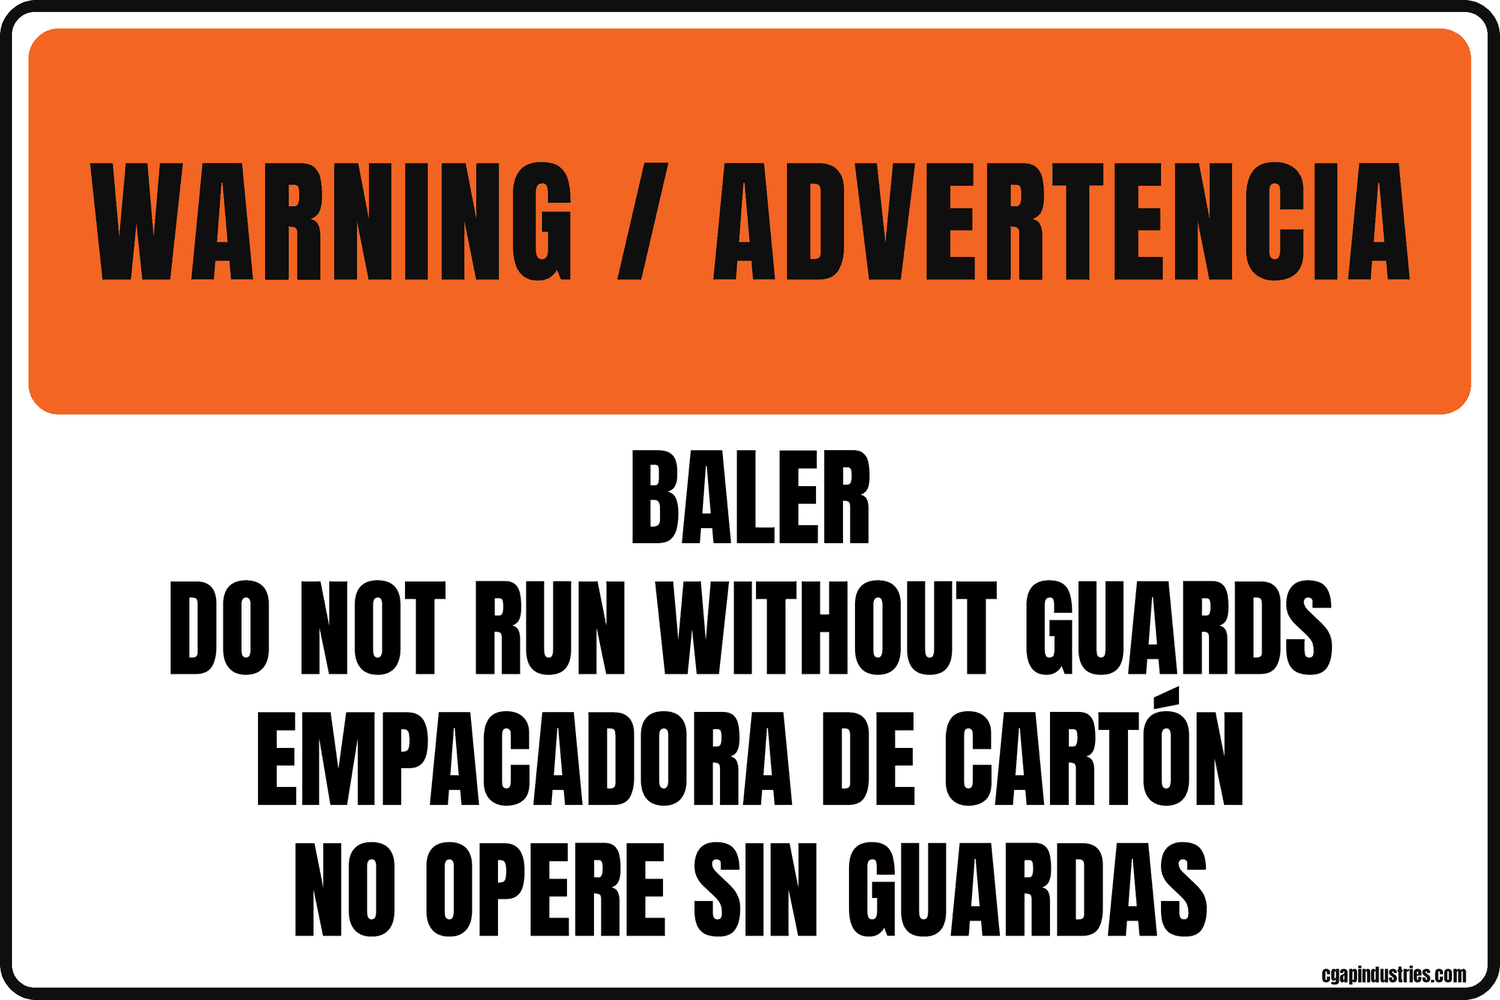 WARNING / ADVERTENCIA
BALER
DO NOT RUN WITHOUT GUARDS
EMPACADORA DE CARTÓN
NO OPERE SIN GUARDAS
cgapindustries.com